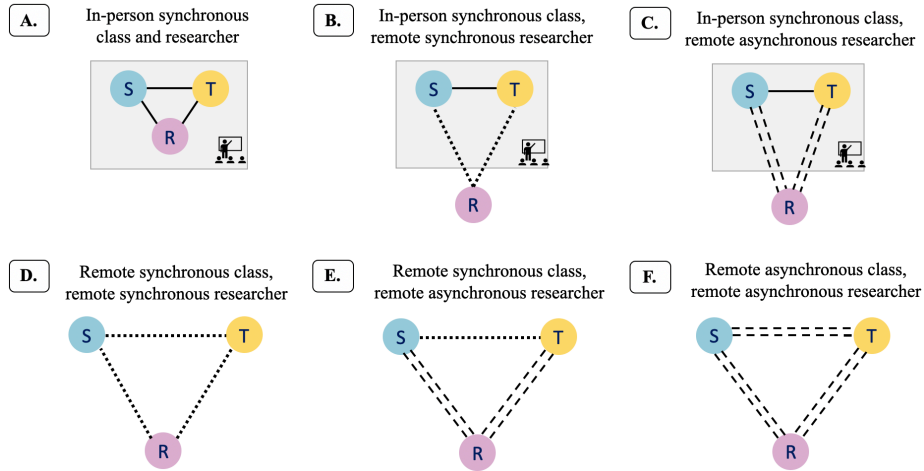 A.
In-person synchronous
class and researcher
S
T
R
B.
In-person synchronous class,
remote synchronous researcher
S
T
R
C.
In-person synchronous class,
remote asynchronous researcher
S
T
R
D.
Remote synchronous class,
remote synchronous researcher
S
T
R
E.
Remote synchronous class,
remote asynchronous researcher
S
T
R
F.
Remote asynchronous class,
remote asynchronous researcher
S
T
R